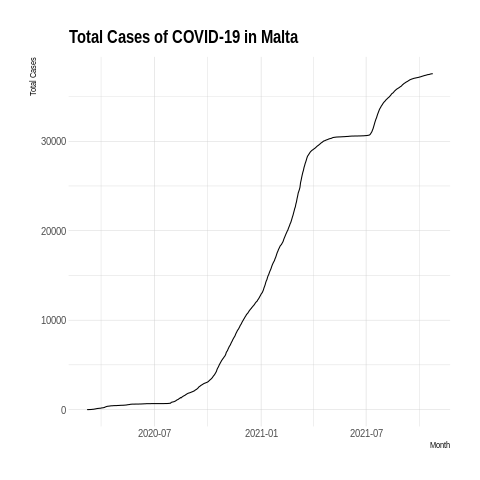 Total Cases of COVID-19 in Malta
Total Cases
30000
20000
10000
0
2020-07
2021-01
2021-07
Month